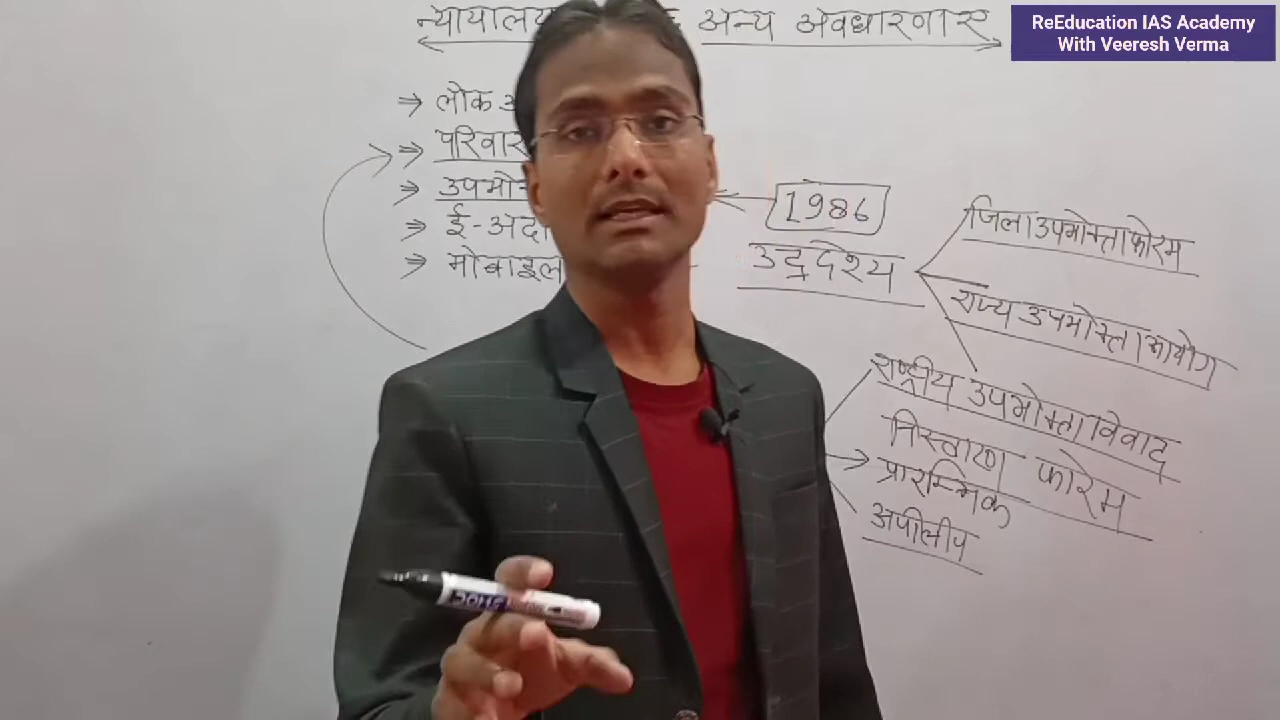 ReEducation IAS Academy
With Veeresh Verma
न्यायालय अन्य अवधारणाएं
⇒ लोक
⇒ परिवार
⇒ उपभो
⇒ ई-अदा
⇒ मोबाइल
1986
उद्देश्य
जिला उपभोक्ता फोरम
राज्य उपभोक्ता आयोग
राष्ट्रीय उपभोक्ता विवाद
निस्तारण फोरम
प्रारम्भिक
अपीलीय